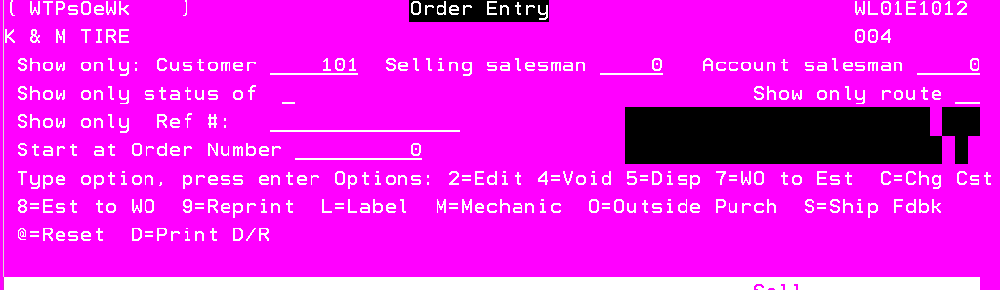 ( WTPsOeWk ) Order Entry WL01E1012
K & M TIRE 004
Show only: Customer 101 Selling salesman 0 Account salesman 0
Show only status of _ Show only route __
Show only Ref #: _______________
Start at Order Number 0
Type option, press enter Options: 2=Edit 4=Void 5=Disp 7=WO to Est C=Chg Cst
8=Est to WO 9=Reprint L=Label M=Mechanic O=Outside Purch S=Ship Fdbk
@=Reset D=Print D/R